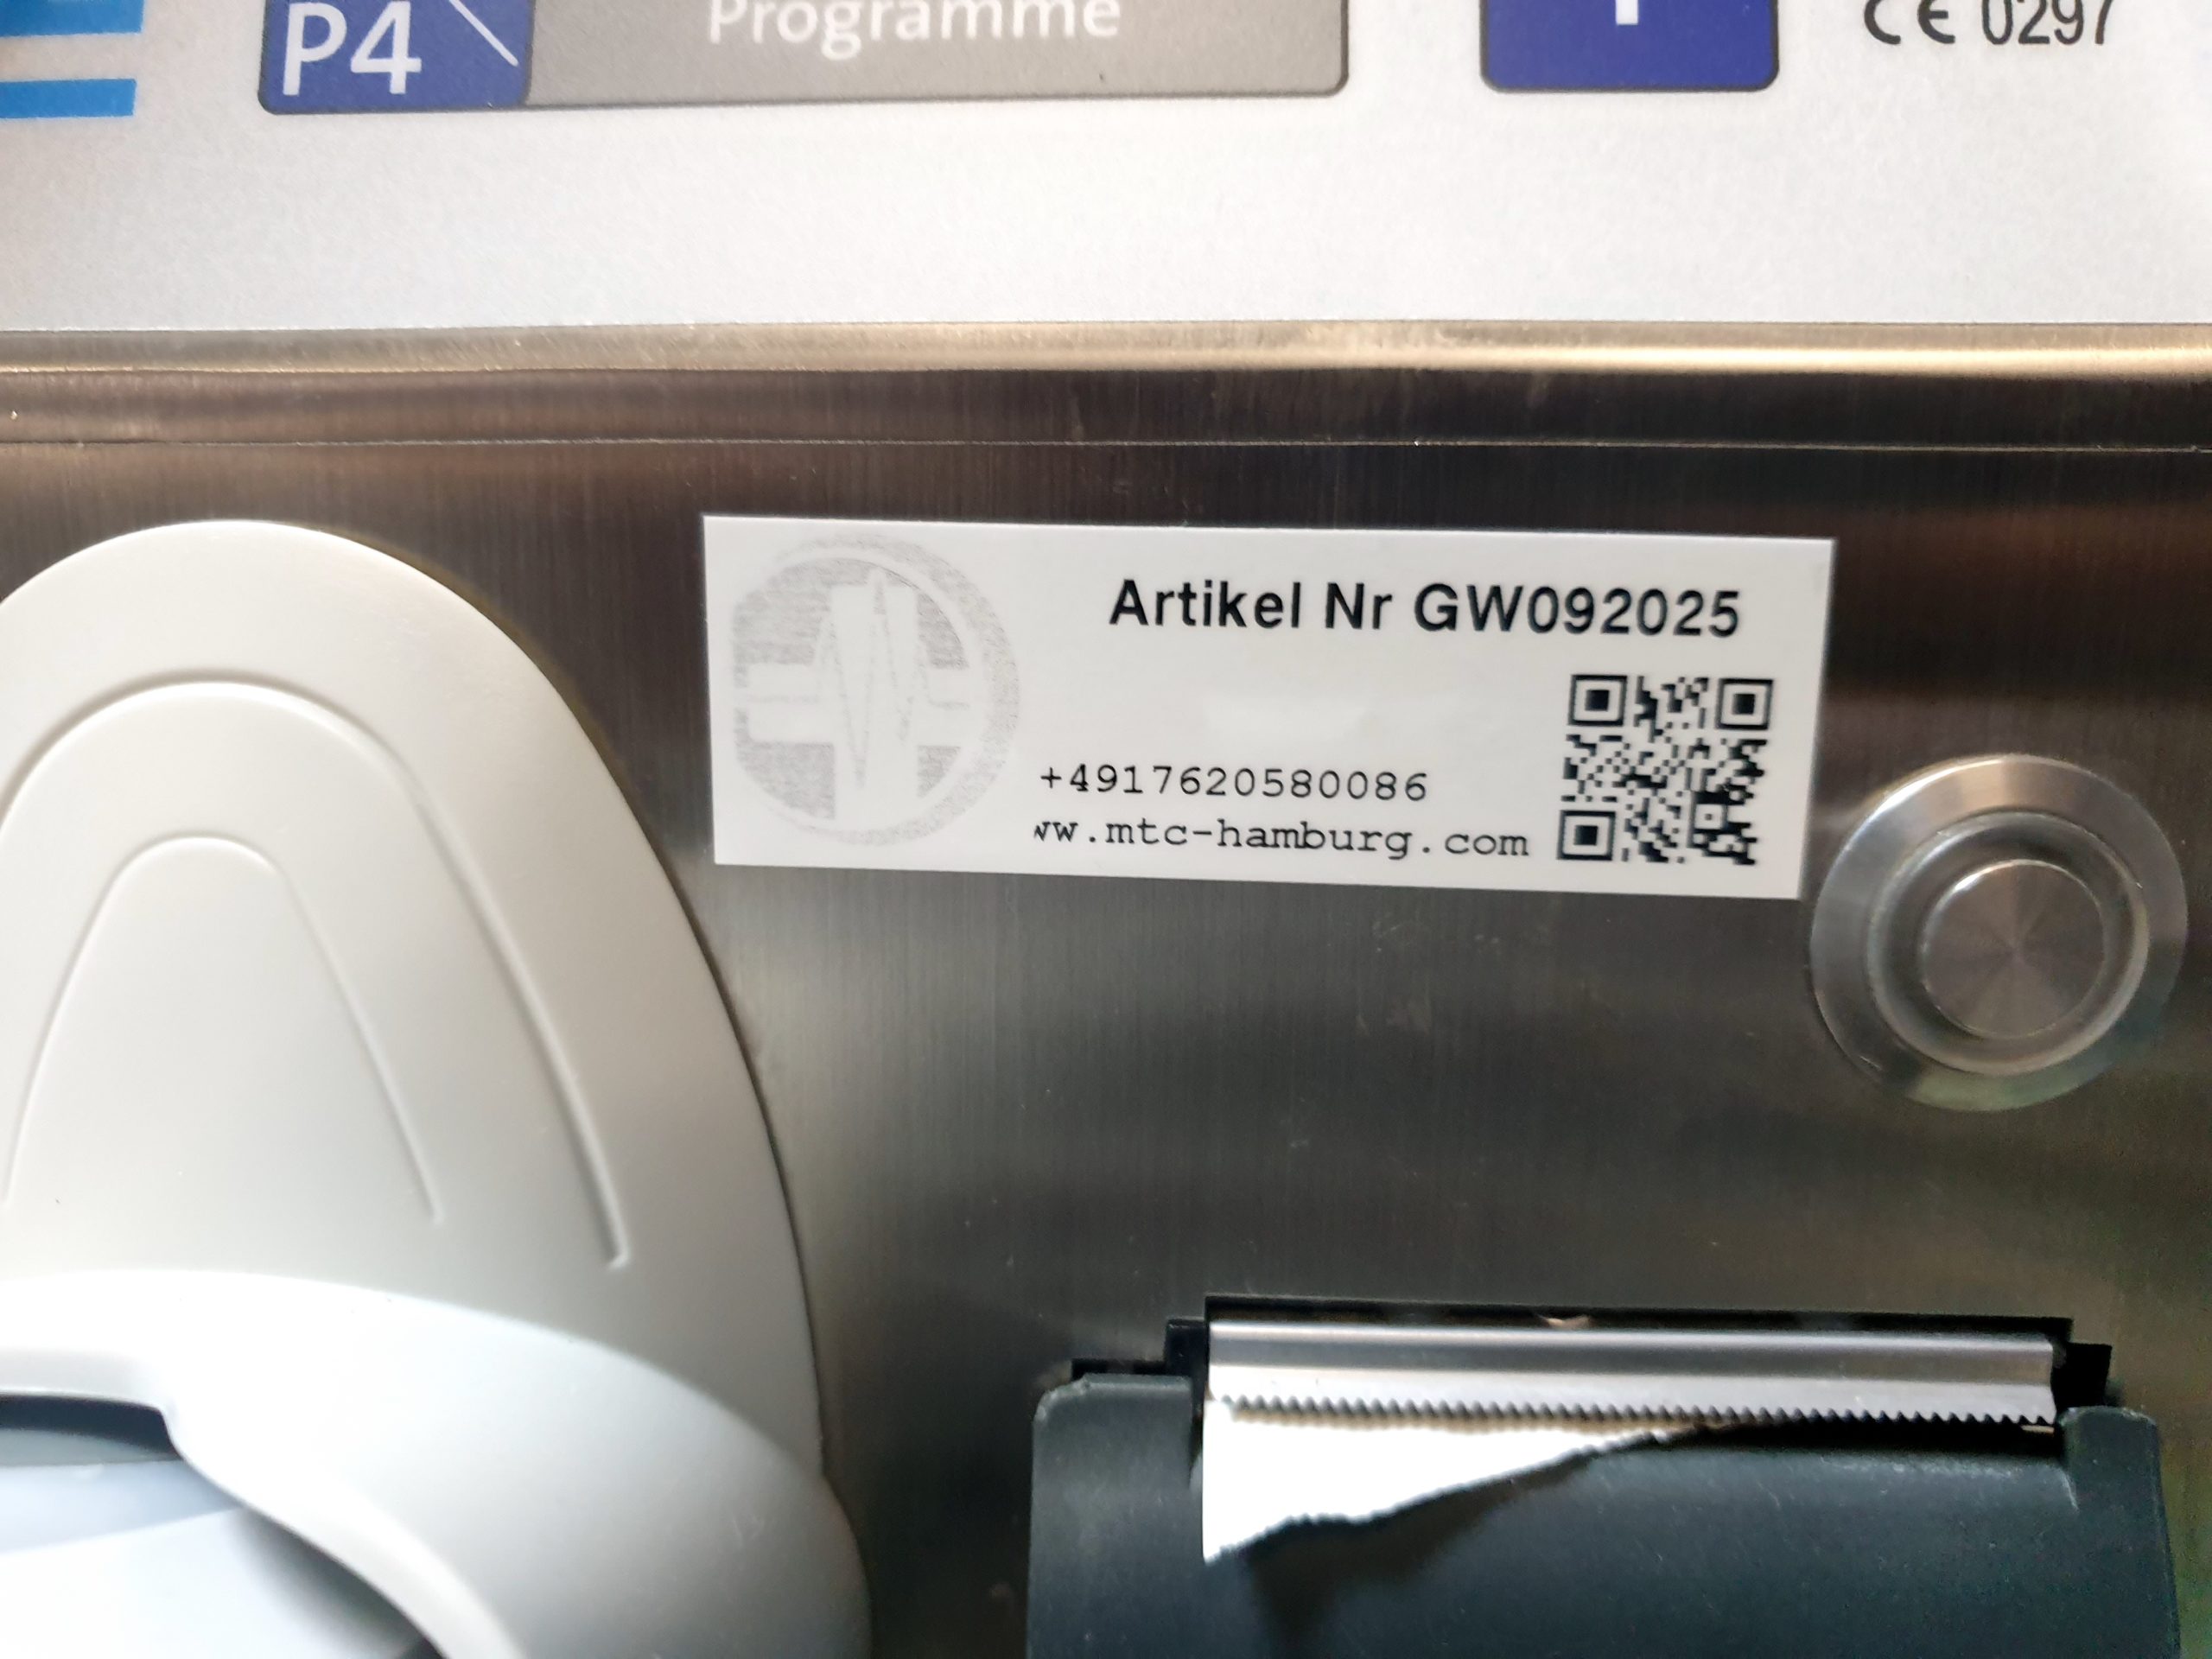 P4
Programme
CE 0297
Artikel Nr GW092025
+4917620580086
ww.mtc-hamburg.com